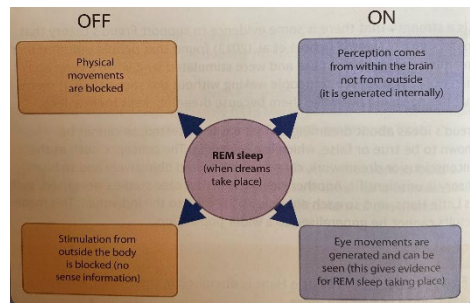 OFF
ON
Physical
movements
are blocked
Perception comes
from within the brain
not from outside
(it is generated internally)
REM sleep
(when dreams
take place)
Stimulation from
outside the body
is blocked (no
sense information)
Eye movements are
generated and can be
seen (this gives evidence
for REM sleep taking place)